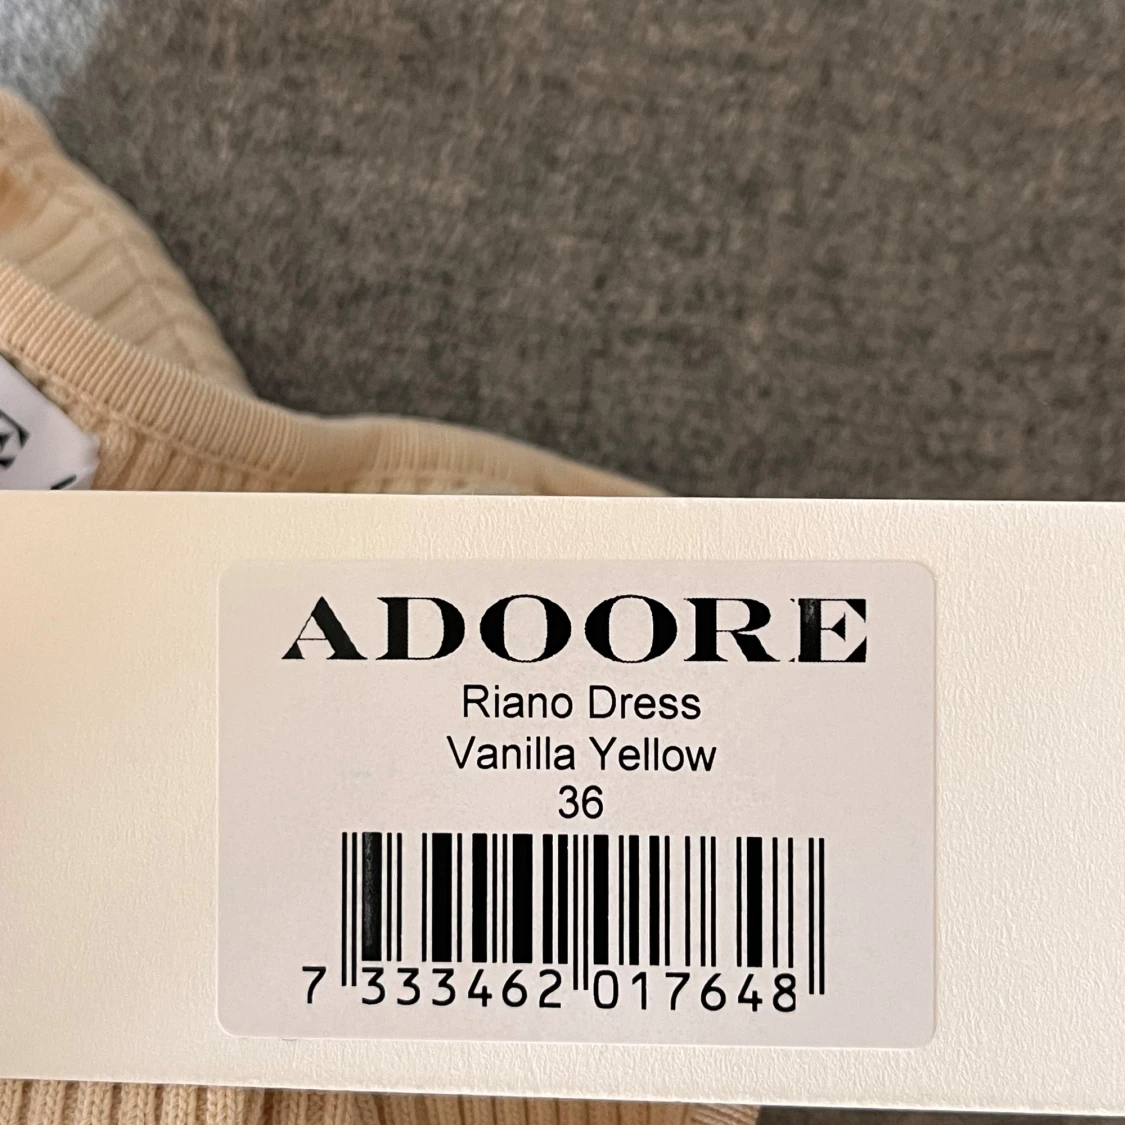 ADOORE
Riano Dress
Vanilla Yellow
36
7 333462 017648